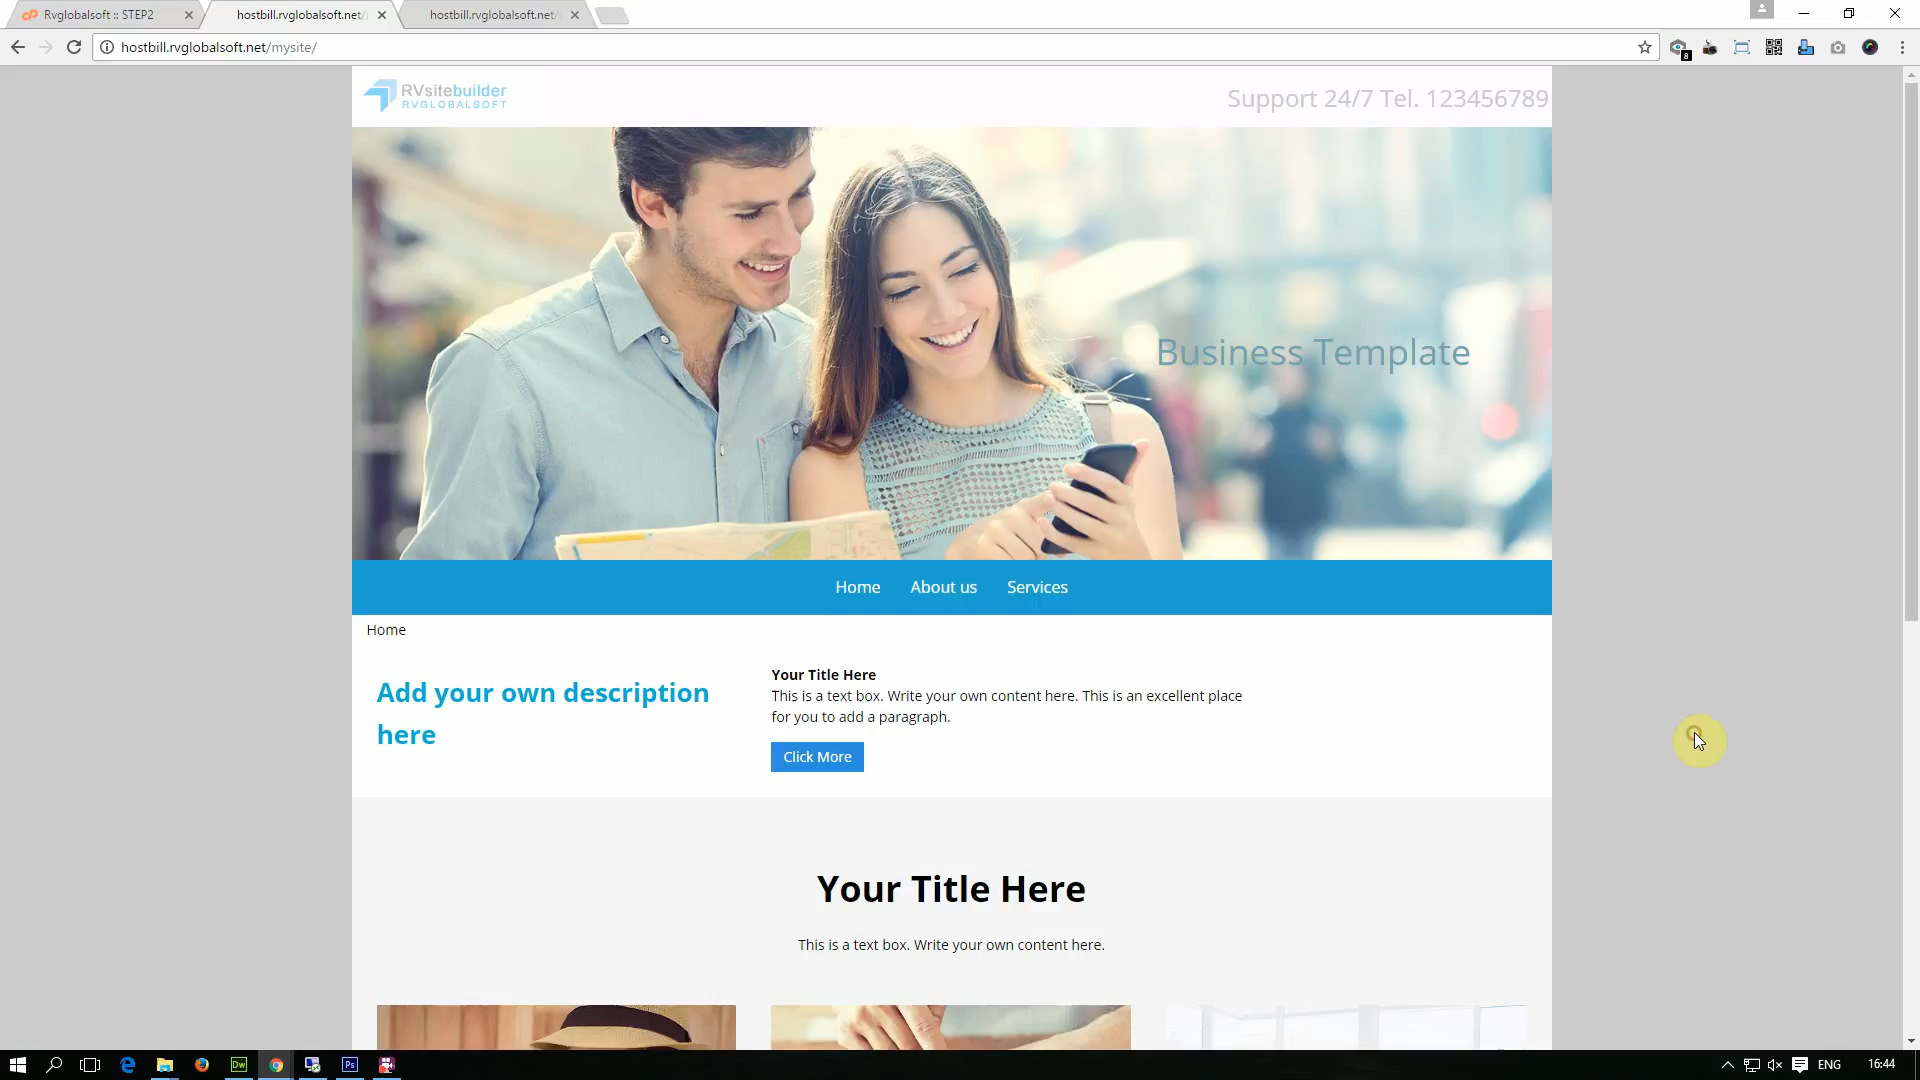 Rvglobalsoft :: STEP2
hostbill.rvglobalsoft.net/
hostbill.rvglobalsoft.net/
hostbill.rvglobalsoft.net/mysite/
8
RVsitebuilder
RVGLOBALSOFT
Support 24/7 Tel. 123456789
Business Template
Home About us Services
Home
Add your own description
here
Your Title Here
This is a text box. Write your own content here. This is an excellent place
for you to add a paragraph.
Click More
Your Title Here
This is a text box. Write your own content here.
Dw
Ps
ENG
16:44